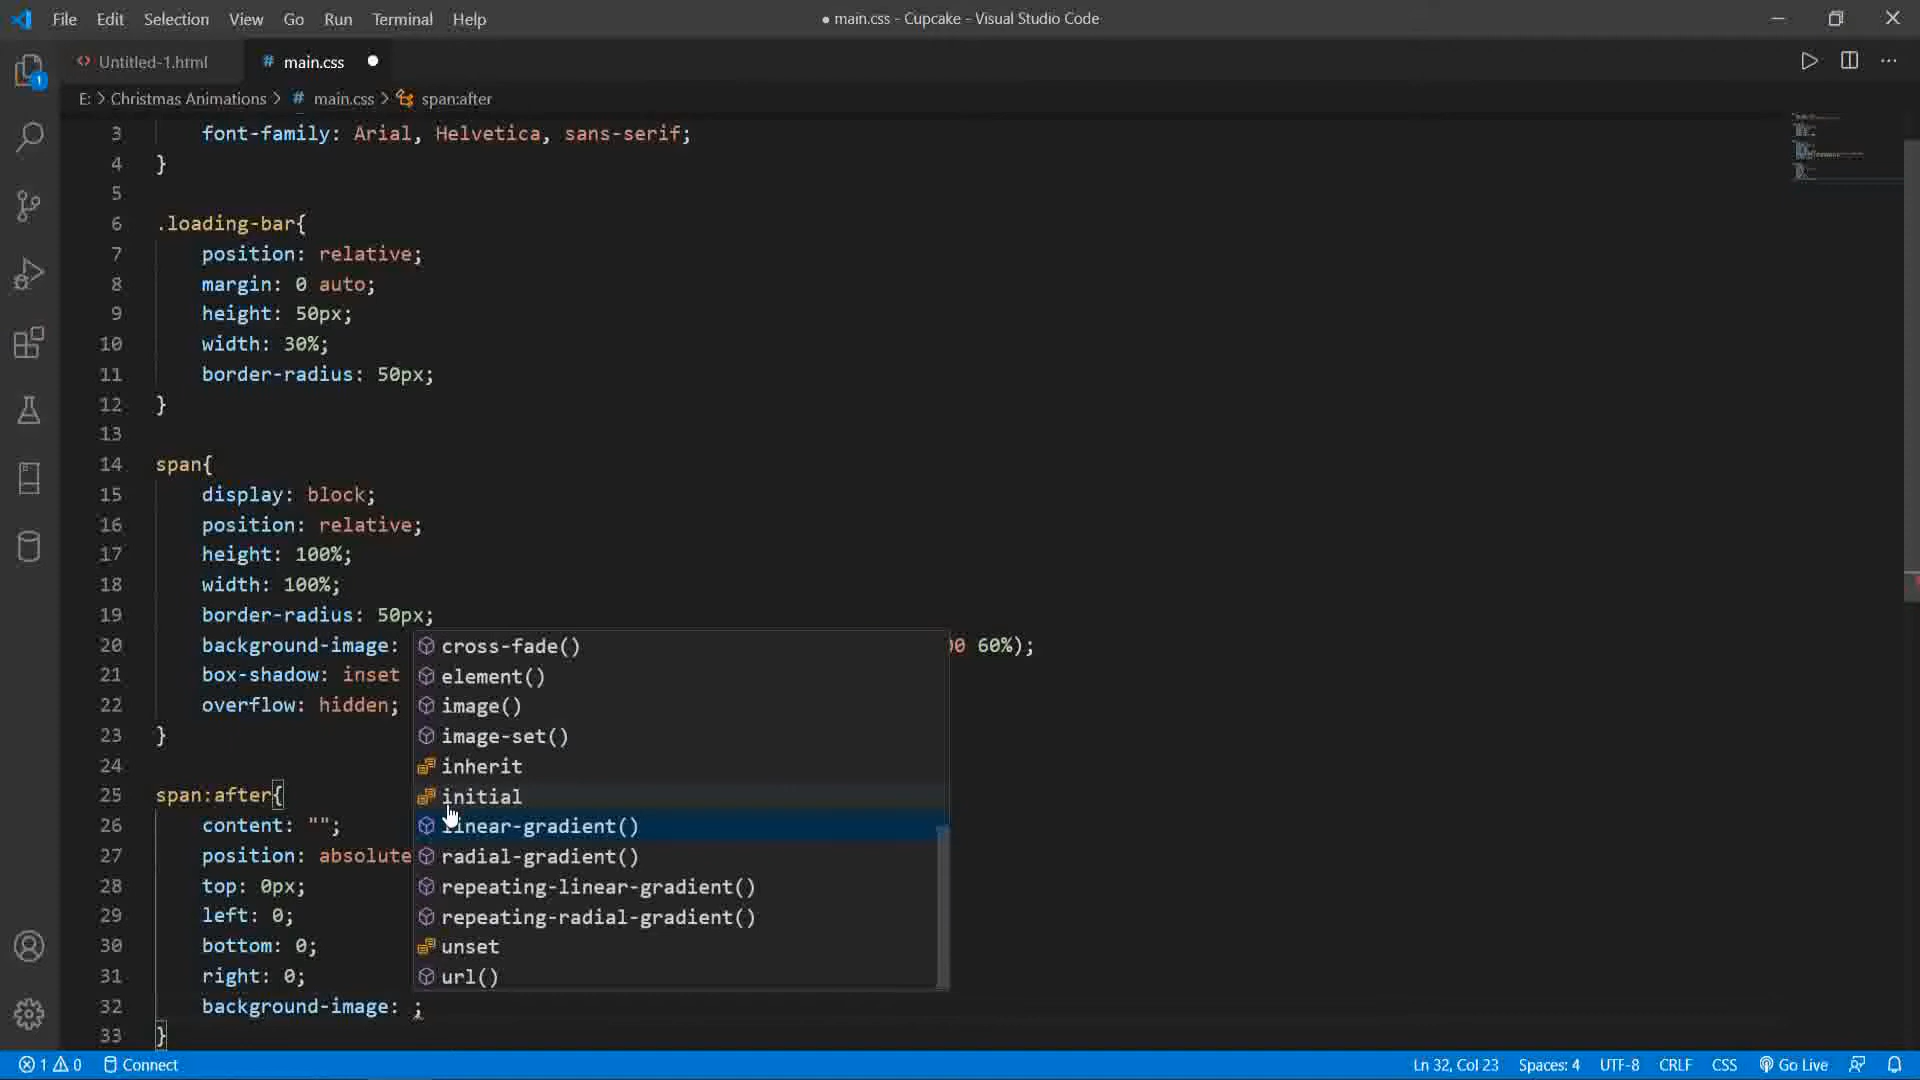 File Edit Selection View Go Run Terminal Help
● main.css - Cupcake - Visual Studio Code
Untitled-1.html
# main.css ●
E: > Christmas Animations > # main.css > span:after
1
3 font-family: Arial, Helvetica, sans-serif;
4 }
5
6 .loading-bar{
7 position: relative;
8 margin: 0 auto;
9 height: 50px;
10 width: 30%;
11 border-radius: 50px;
12 }
13
14 span{
15 display: block;
16 position: relative;
17 height: 100%;
18 width: 100%;
19 border-radius: 50px;
20 background-image: 60%);
21 box-shadow: inset
22 overflow: hidden;
23 }
24
25 span:after{
26 content: "";
27 position: absolute
28 top: 0px;
29 left: 0;
30 bottom: 0;
31 right: 0;
32 background-image: ;
33 }
cross-fade()
element()
image()
image-set()
inherit
initial
linear-gradient()
radial-gradient()
repeating-linear-gradient()
repeating-radial-gradient()
unset
url()
1 0 Connect
Ln 32, Col 23 Spaces: 4 UTF-8 CRLF CSS Go Live